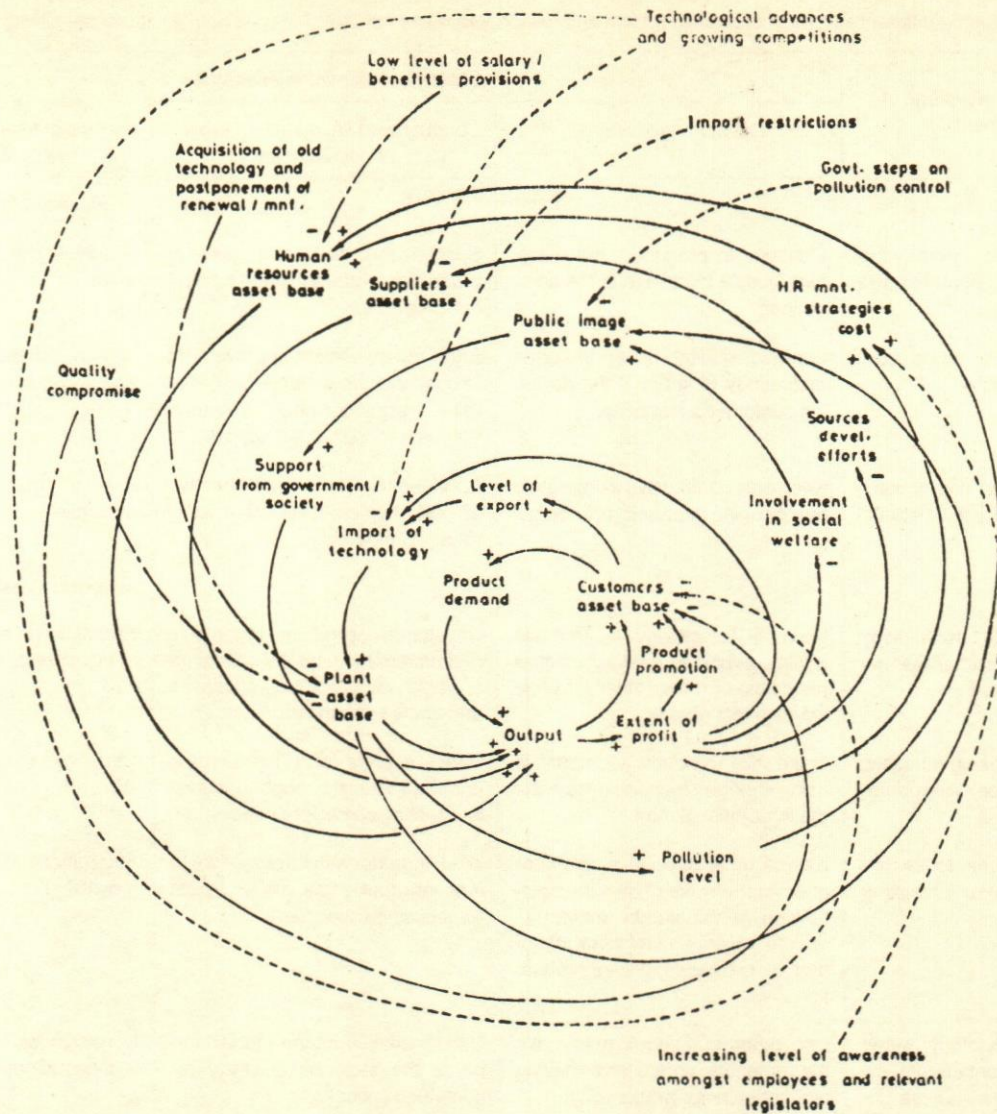 Technological advances
and growing competitions
Low level of salary /
benefits provisions
Import restrictions
Acquisition of old
technology and
postponement of
renewal / mnt.
Govt. steps on
pollution control
Human
resources
asset base
Suppliers
asset base
HR mnt.
strategies
cost
Public image
asset base
Quality
compromise
Sources
devel.
efforts
Support
from government /
society
Level of
export
Involvement
in social
welfare
Import of
technology
Product
demand
Customers
asset base
Product
promotion
Plant
asset
base
Output
Extent of
profit
Pollution
level
Increasing level of awareness
amongst employees and relevant
legislators